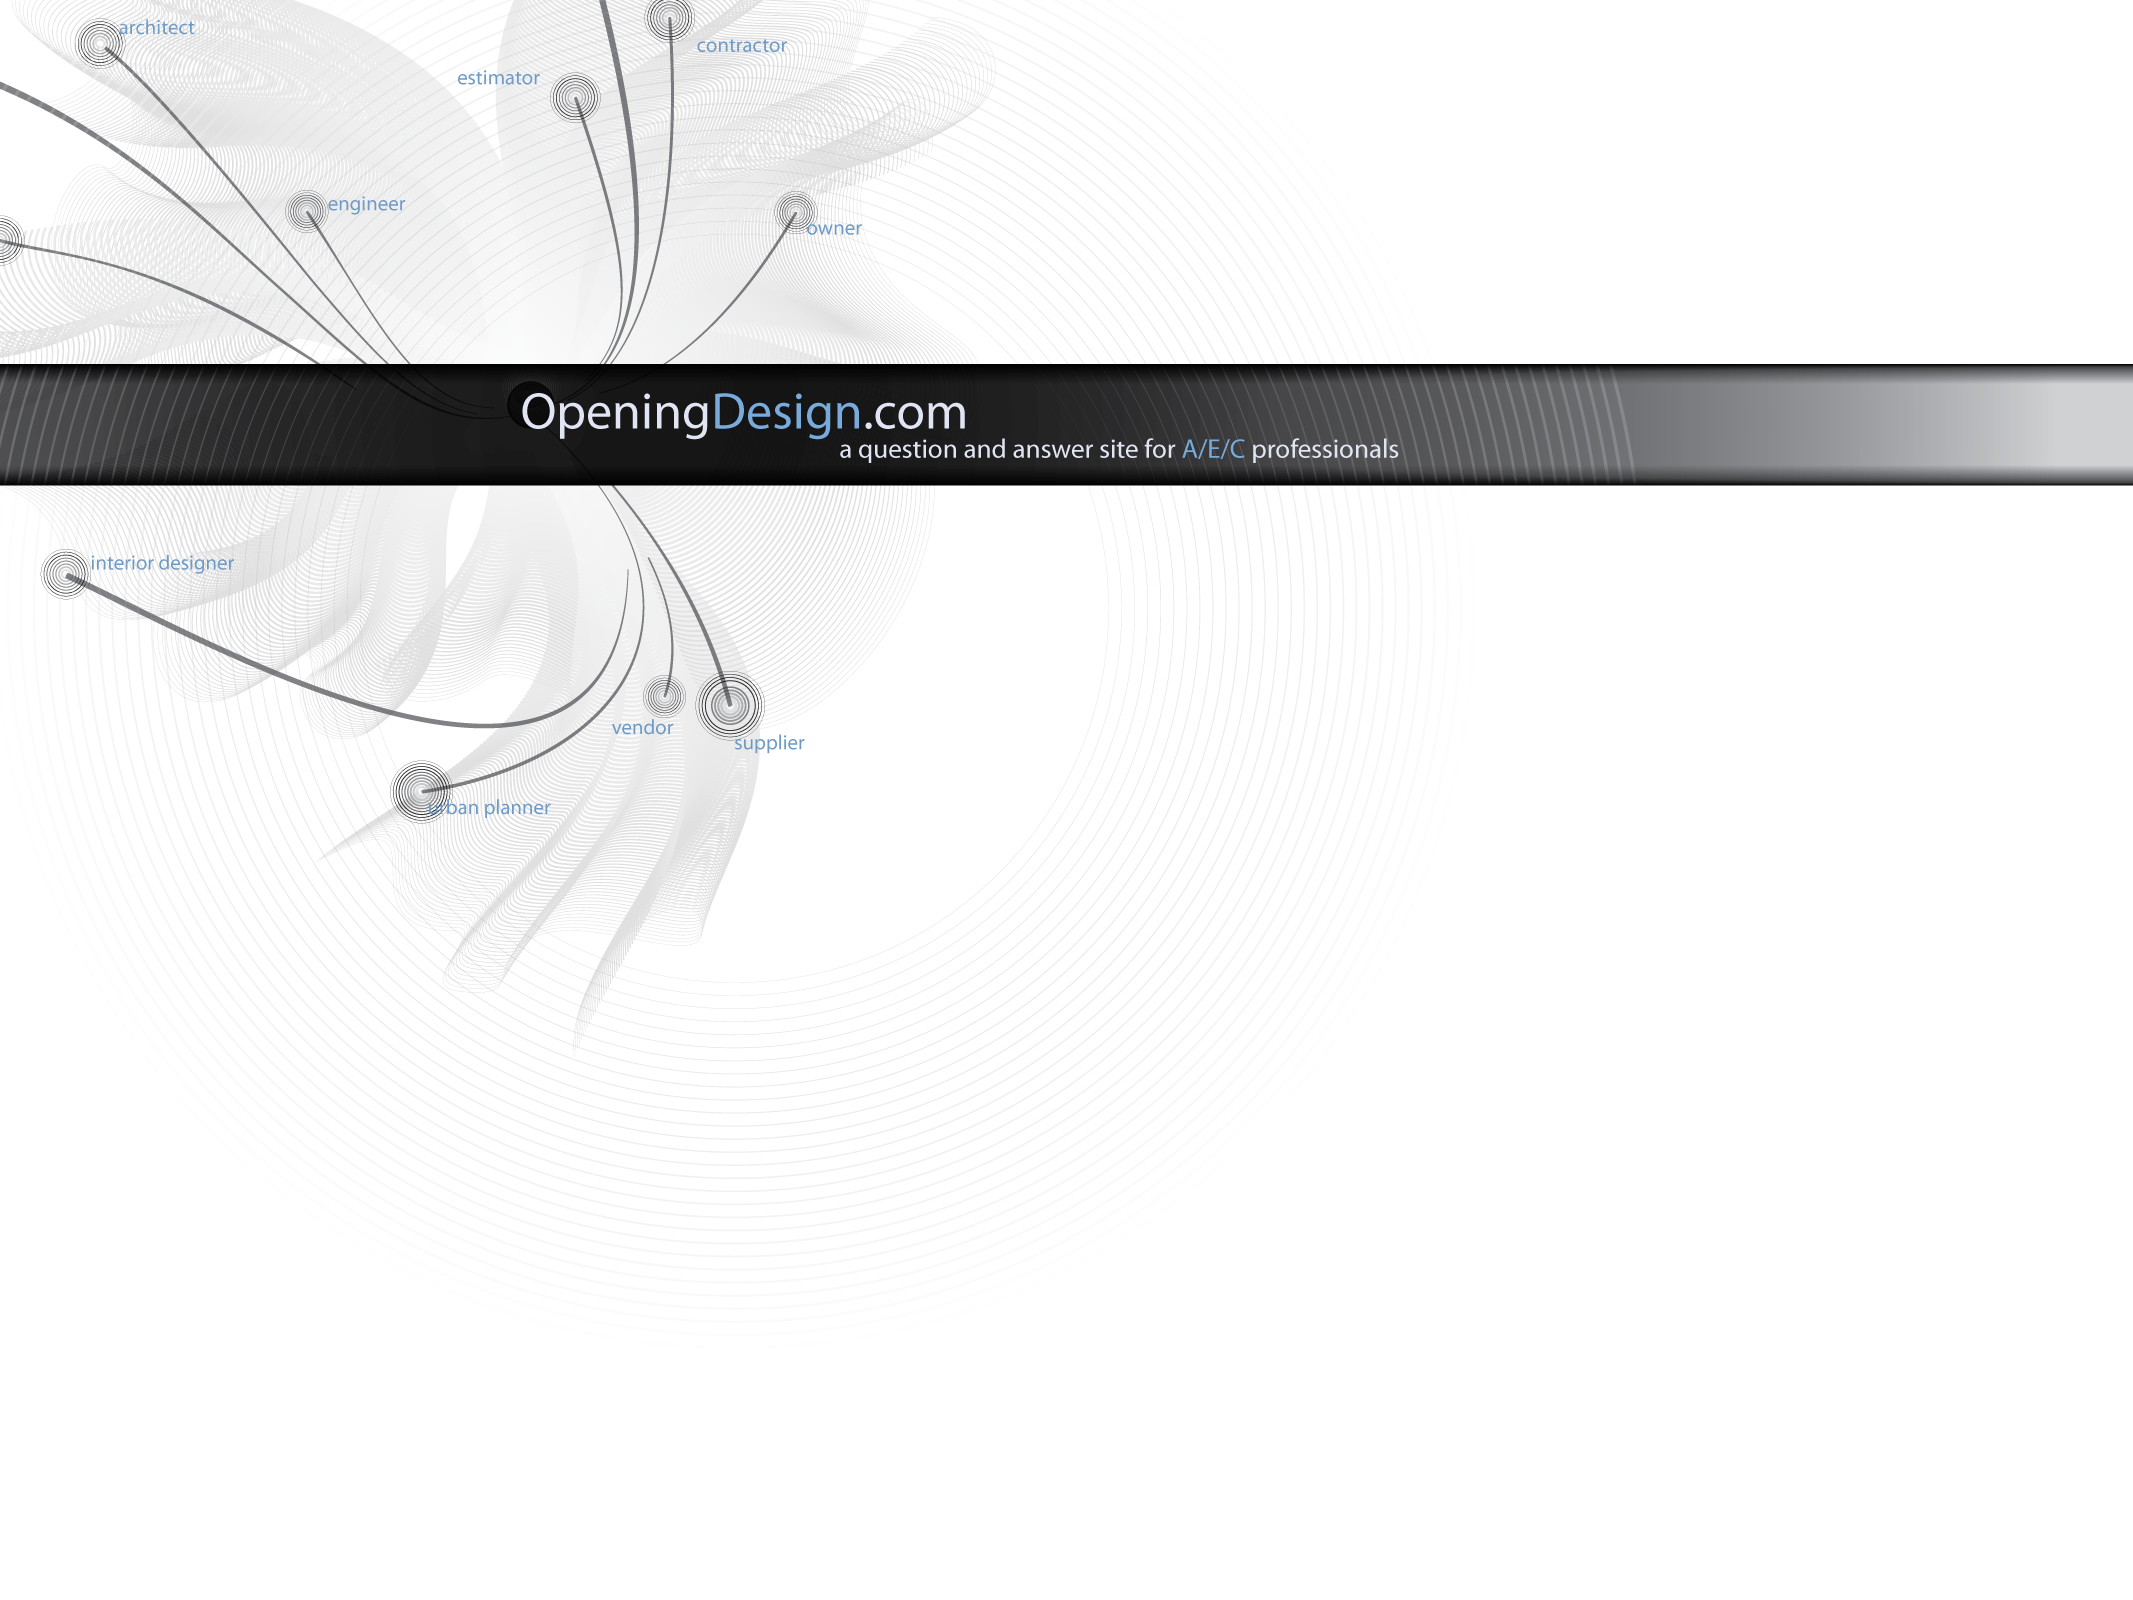 architect
contractor
estimator
engineer
owner
OpeningDesign.com
a question and answer site for A/E/C professionals
interior designer
vendor
supplier
urban planner